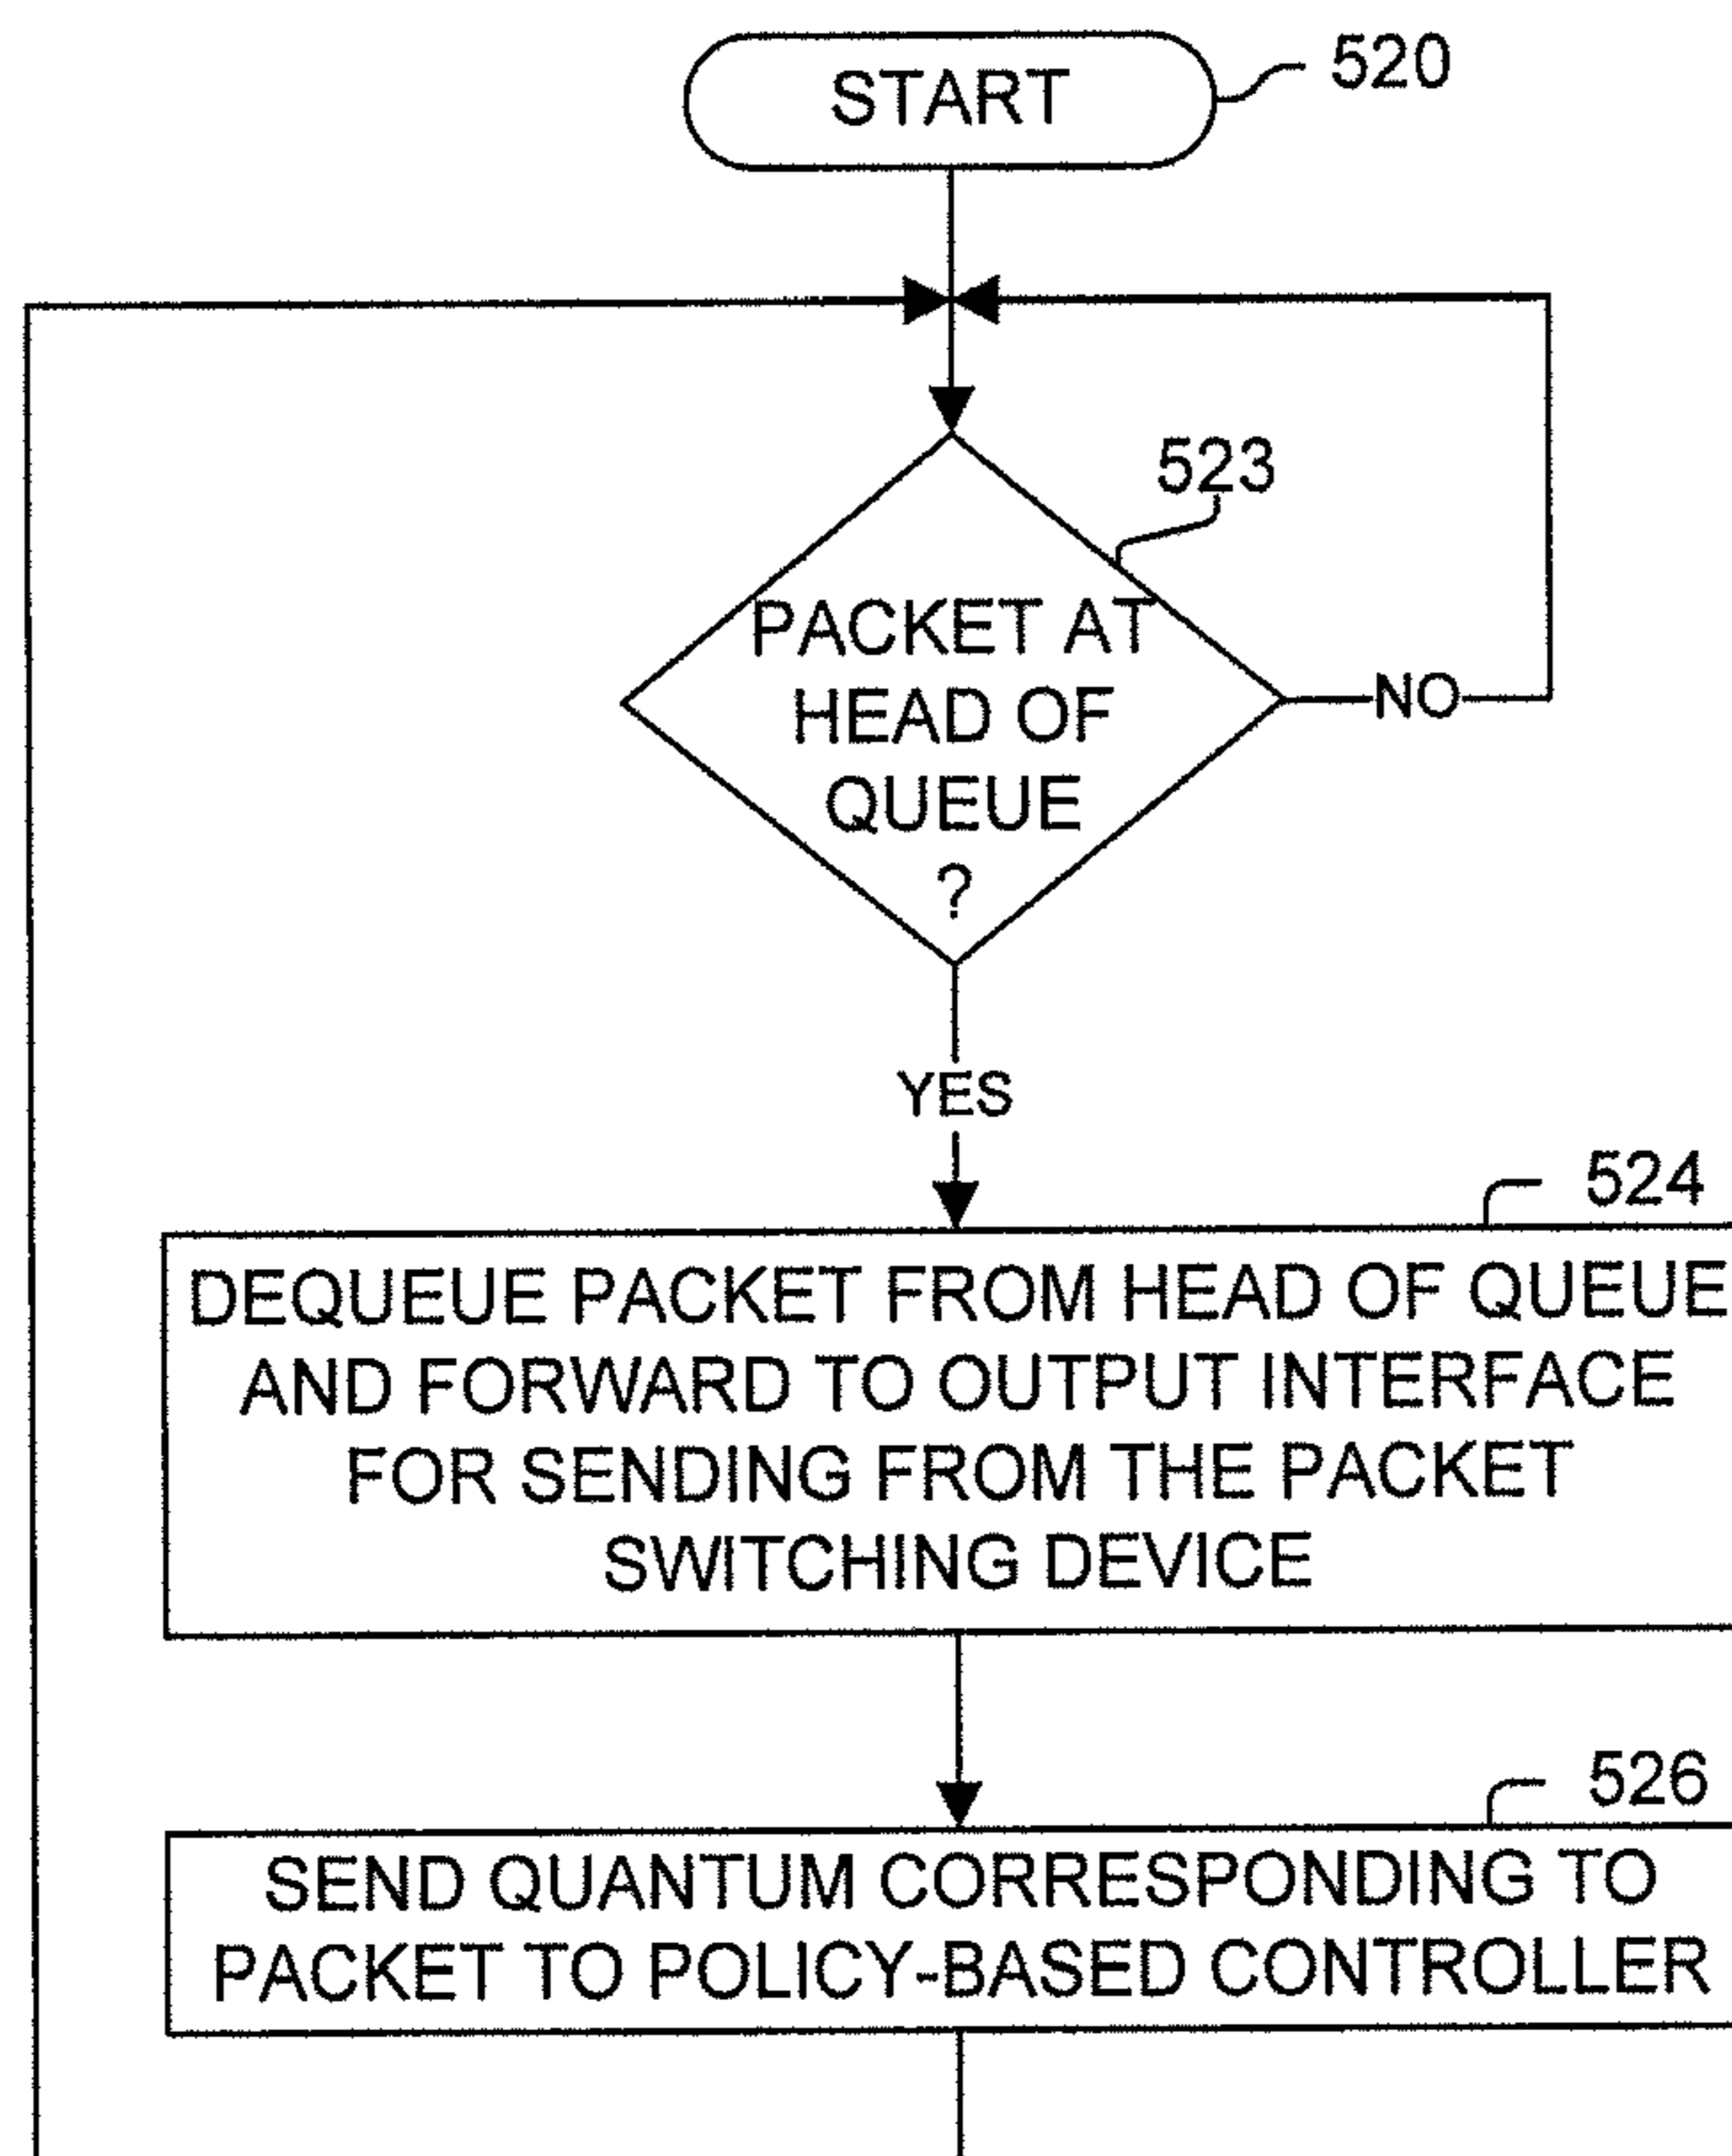 START
520
523
PACKET AT
HEAD OF
QUEUE
?
NO
YES
524
DEQUEUE PACKET FROM HEAD OF QUEUE
AND FORWARD TO OUTPUT INTERFACE
FOR SENDING FROM THE PACKET
SWITCHING DEVICE
526
SEND QUANTUM CORRESPONDING TO
PACKET TO POLICY-BASED CONTROLLER